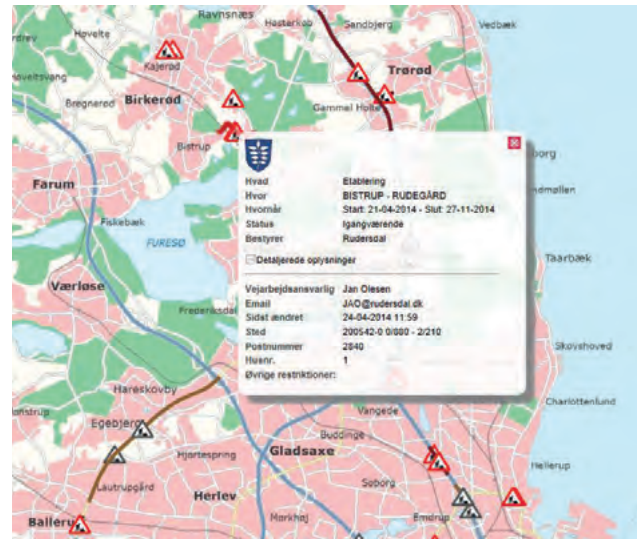 Ravnsnæs
Høsterkøb
Sandbjerg
Vedbæk
Høvelte
Kajerød
Trørød
Bregnerød
Birkerød
Gammel Holte
Bistrup
Farum
Fiskebæk
FURESØ
Værløse
Frederiksdal
Taarbæk
Skovshoved
Hareskovby
Charlottenlund
Egebjerg
Vangede
Buddinge
Hjortespring
Gladsaxe
Hellerup
Lautrupgård
Søborg
Herlev
Mørkhøj
Emdrup
Balleru
Hvad Etablering
Hvor BISTRUP - RUDEGÅRD
Hvornår Start: 21-04-2014 - Slut: 27-11-2014
Status Igangværende
Bestyrer Rudersdal
Detaljerede oplysninger
Vejarbejdsansvarlig Jan Olesen
Email JAO@rudersdal.dk
Sidst ændret 24-04-2014 11:59
Sted 200542-0 0/880 - 2/210
Postnummer 2840
Husnr. 1
Øvrige restriktioner: